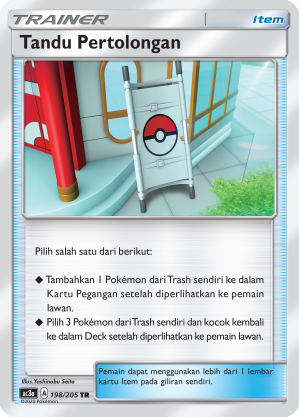 TRAINER Item
Tandu Pertolongan
Pilih salah satu dari berikut:
◆ Tambahkan 1 Pokémon dari Trash sendiri ke dalam
Kartu Pegangan setelah diperlihatkan ke pemain
lawan.
◆ Pilih 3 Pokémon dari Trash sendiri dan kocok kembali
ke dalam Deck setelah diperlihatkan ke pemain lawan.
Illus. Yoshinobu Saito
Pemain dapat menggunakan lebih dari 1 lembar
kartu Item pada giliran sendiri.
AC3a A 198/205 TR
©2020 Pokémon